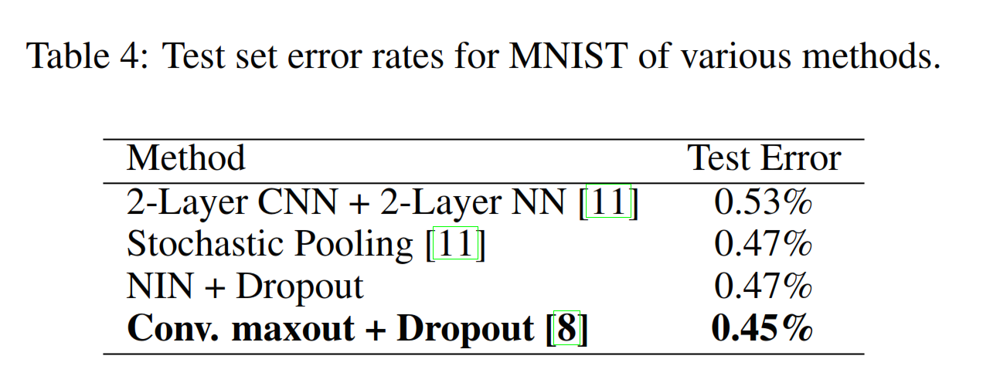 Table 4: Test set error rates for MNIST of various methods.
Method Test Error
2-Layer CNN + 2-Layer NN [11] 0.53%
Stochastic Pooling [11] 0.47%
NIN + Dropout 0.47%
Conv. maxout + Dropout [8] 0.45%